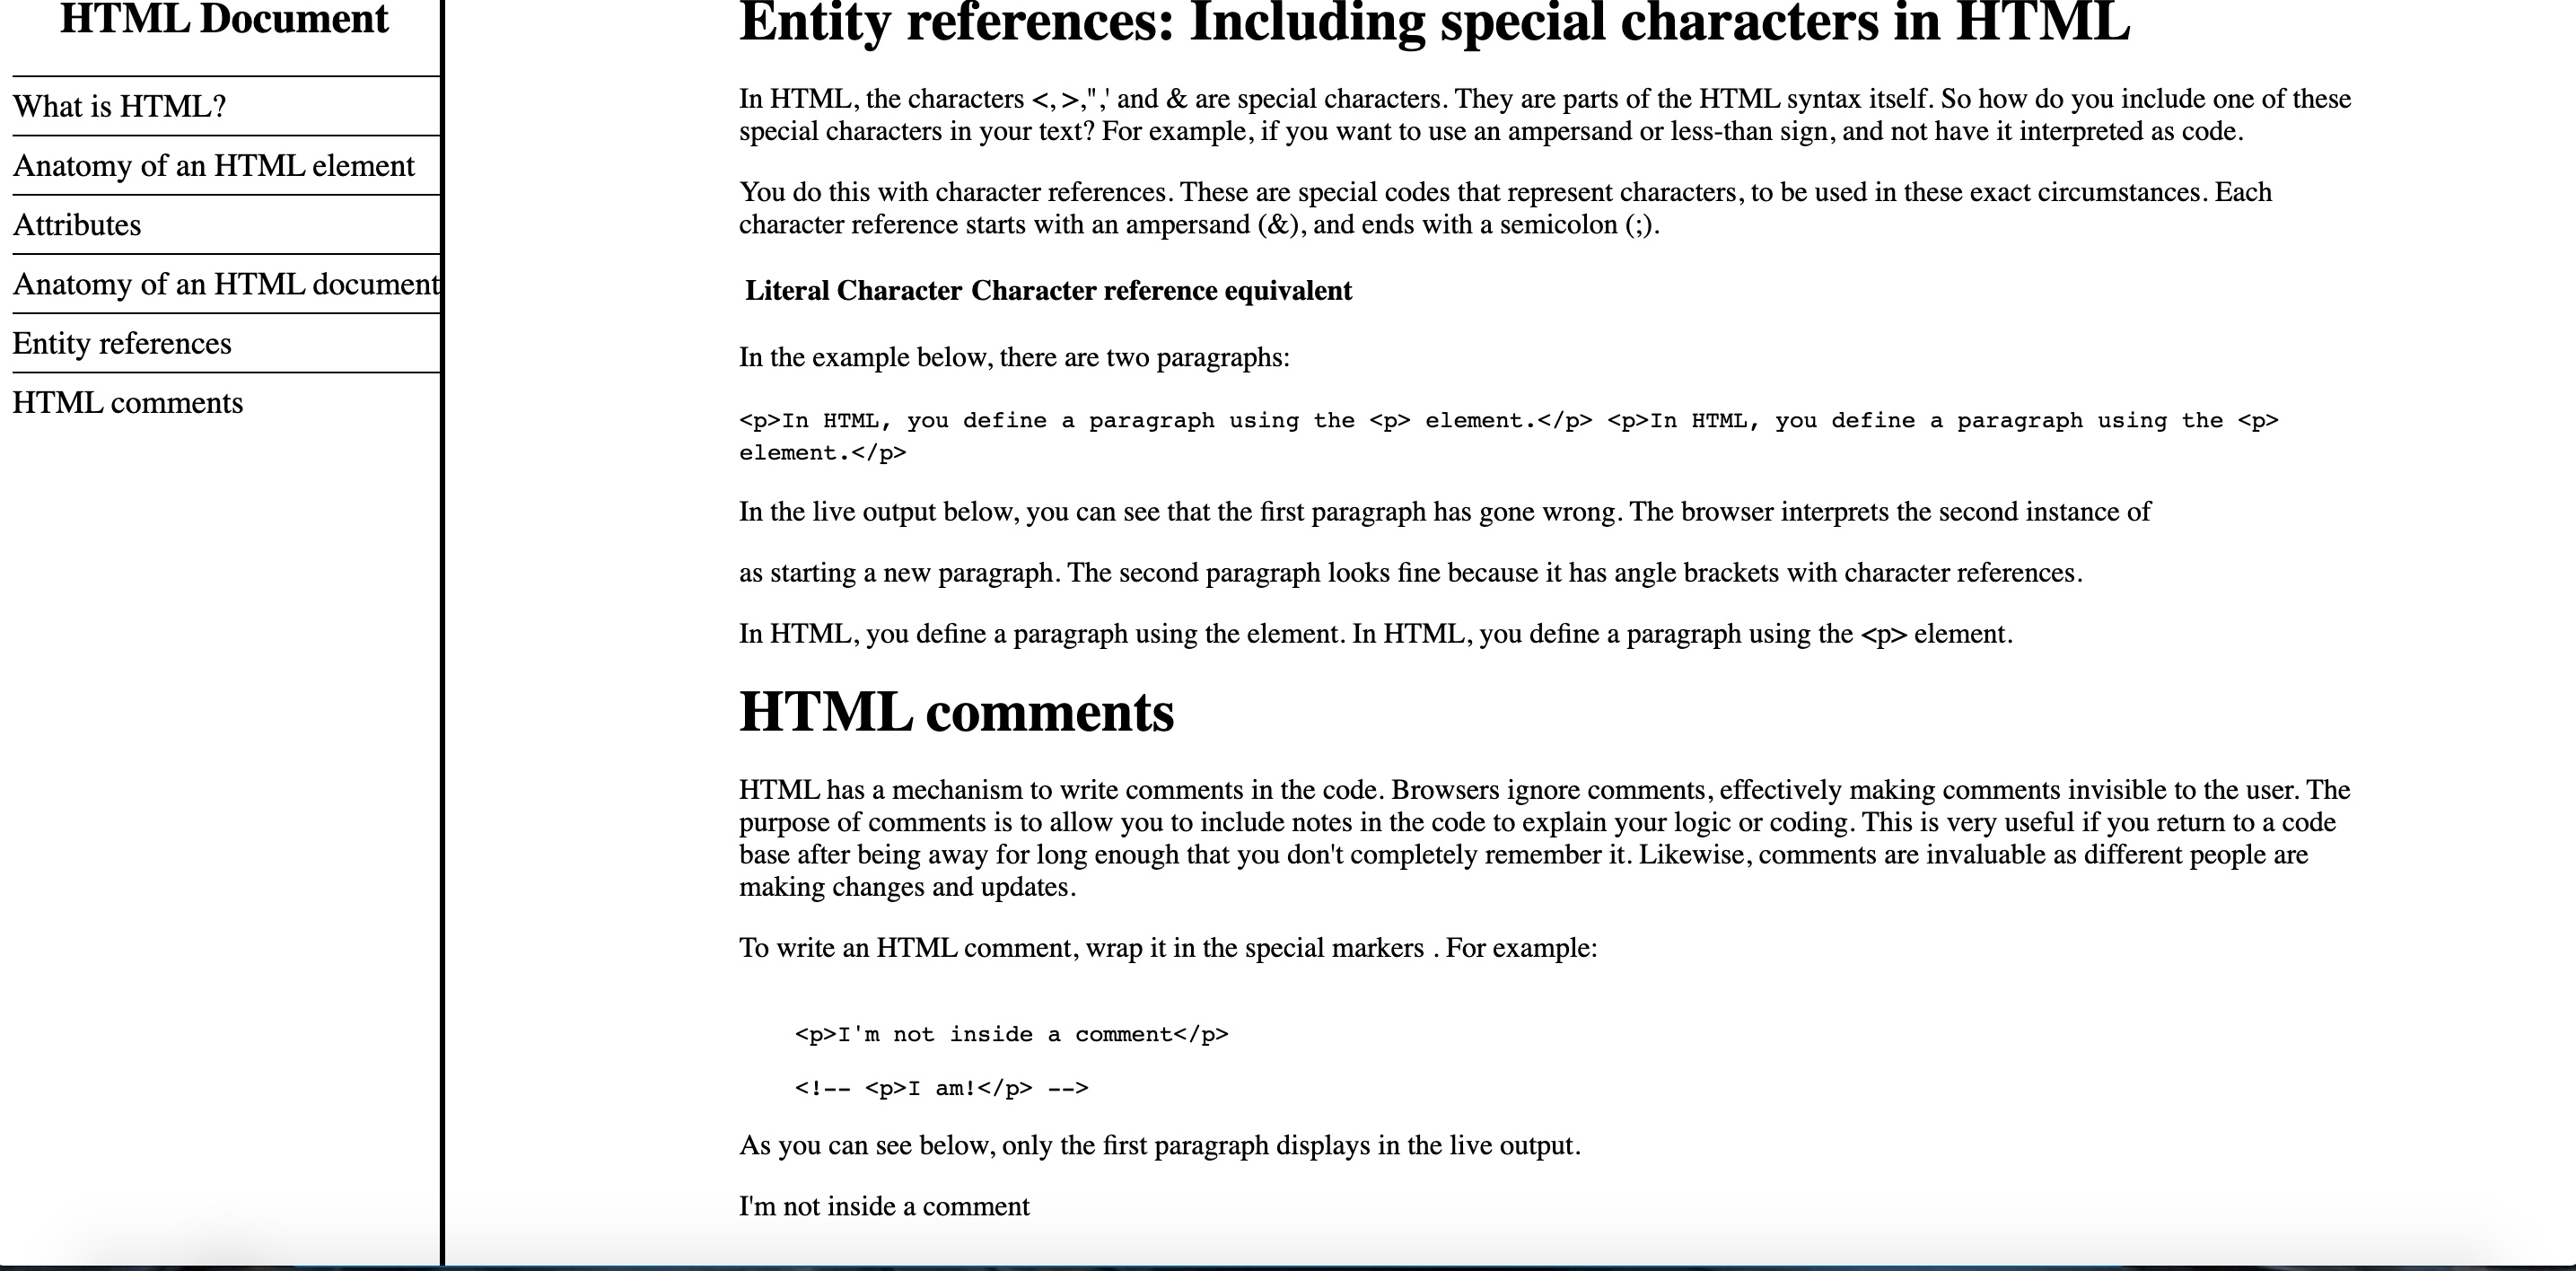 HTML Document
What is HTML?
Anatomy of an HTML element
Attributes
Anatomy of an HTML document
Entity references
HTML comments
Entity references: Including special characters in HTML
In HTML, the characters <, >,",' and & are special characters. They are parts of the HTML syntax itself. So how do you include one of these
special characters in your text? For example, if you want to use an ampersand or less-than sign, and not have it interpreted as code.
You do this with character references. These are special codes that represent characters, to be used in these exact circumstances. Each
character reference starts with an ampersand (&), and ends with a semicolon (;).
Literal Character Character reference equivalent
In the example below, there are two paragraphs:
<p>In HTML, you define a paragraph using the <p> element.</p> <p>In HTML, you define a paragraph using the <p>
element.</p>
In the live output below, you can see that the first paragraph has gone wrong. The browser interprets the second instance of
as starting a new paragraph. The second paragraph looks fine because it has angle brackets with character references.
In HTML, you define a paragraph using the element. In HTML, you define a paragraph using the <p> element.
HTML comments
HTML has a mechanism to write comments in the code. Browsers ignore comments, effectively making comments invisible to the user. The
purpose of comments is to allow you to include notes in the code to explain your logic or coding. This is very useful if you return to a code
base after being away for long enough that you don't completely remember it. Likewise, comments are invaluable as different people are
making changes and updates.
To write an HTML comment, wrap it in the special markers . For example:
<p>I'm not inside a comment</p>
<!-- <p>I am!</p> -->
As you can see below, only the first paragraph displays in the live output.
I'm not inside a comment